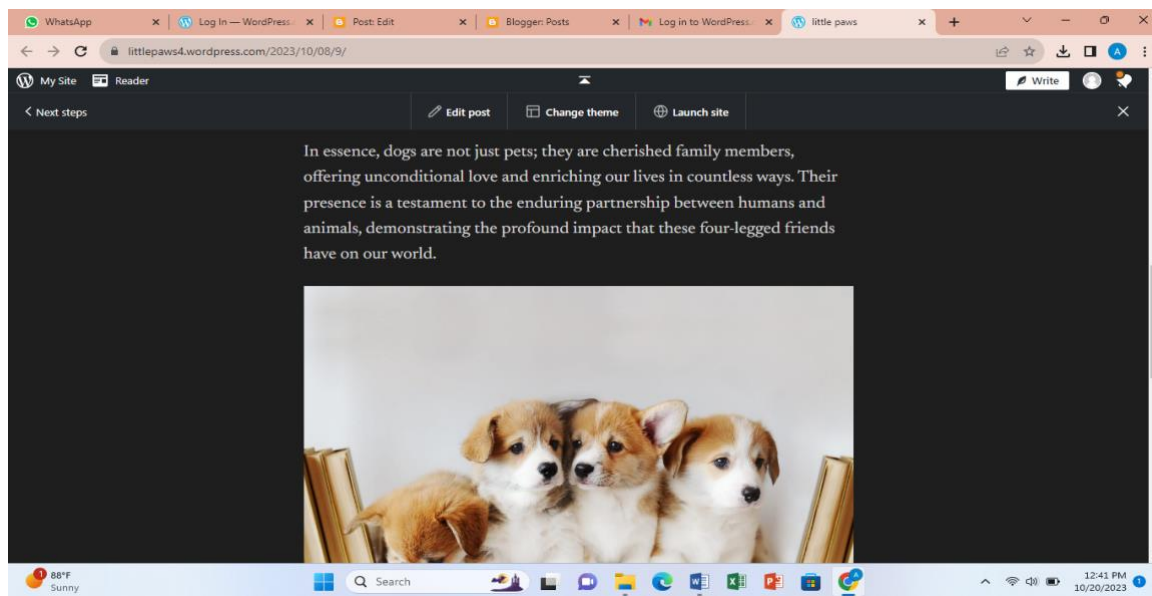 WhatsApp
Log In — WordPress.
Post: Edit
Blogger: Posts
Log in to WordPress.
little paws
littlepaws4.wordpress.com/2023/10/08/9/
A
My Site
Reader
Write
Next steps
Edit post
Change theme
Launch site
In essence, dogs are not just pets; they are cherished family members,
offering unconditional love and enriching our lives in countless ways. Their
presence is a testament to the enduring partnership between humans and
animals, demonstrating the profound impact that these four-legged friends
have on our world.
1
88°F
Sunny
Search
12:41 PM
10/20/2023
1